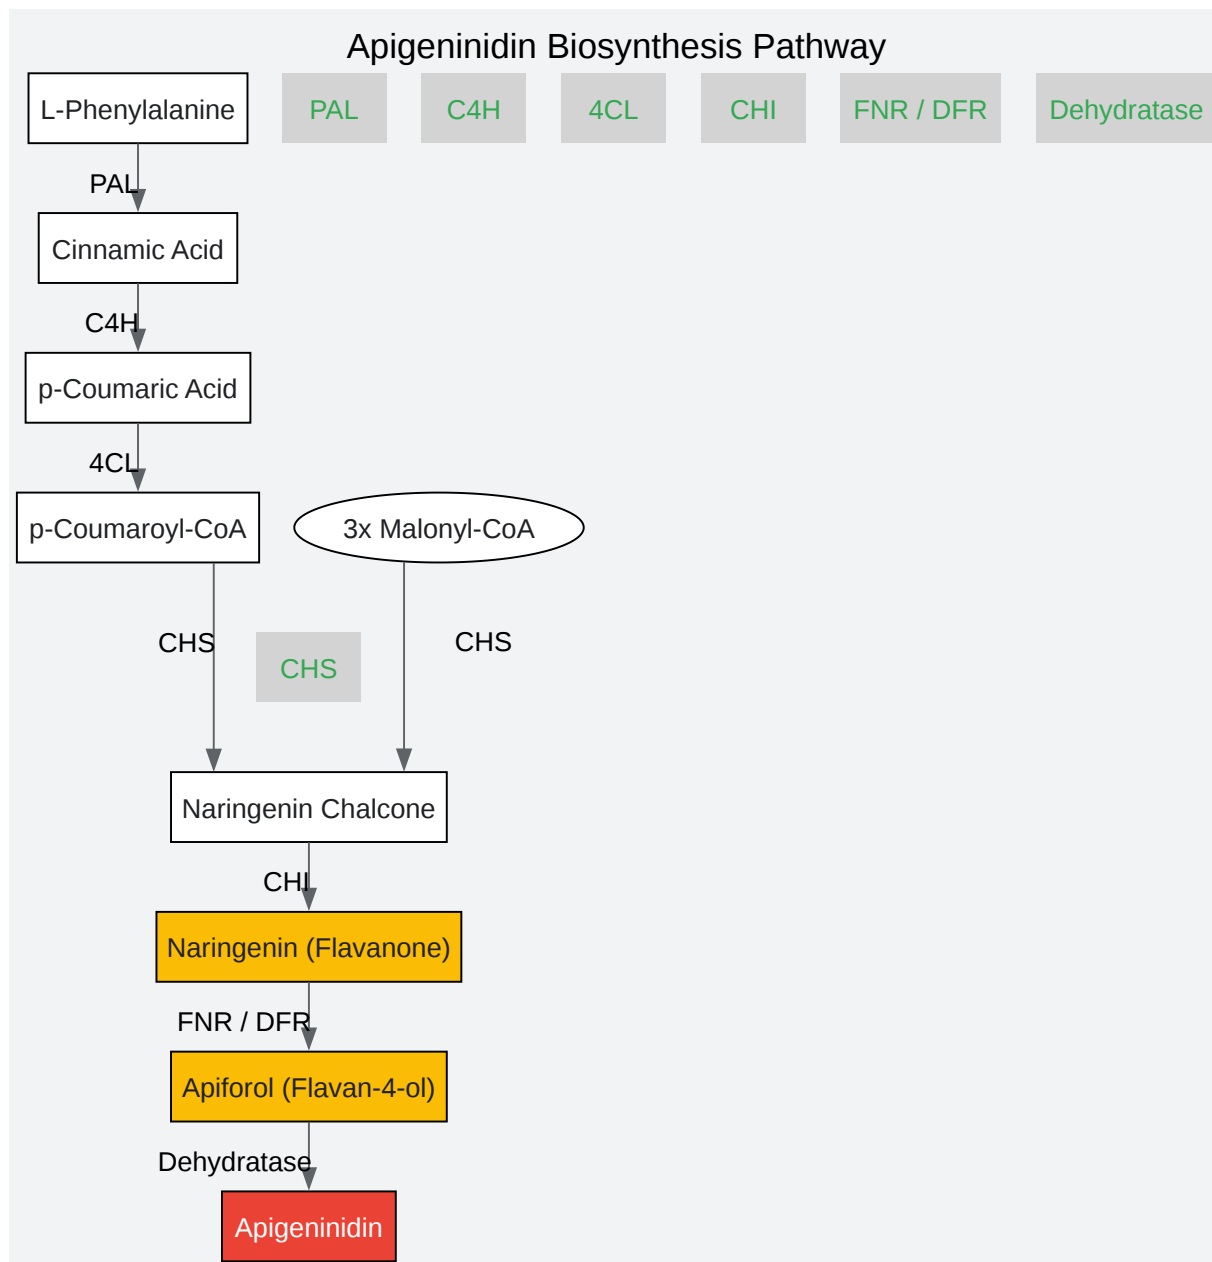 Apigeninidin Biosynthesis Pathway
L-Phenylalanine
PAL
C4H
4CL
CHI
FNR / DFR
Dehydratase
PAL
Cinnamic Acid
C4H
p-Coumaric Acid
4CL
p-Coumaroyl-CoA
3x Malonyl-CoA
CHS
CHS
CHS
Naringenin Chalcone
CHI
Naringenin (Flavanone)
FNR / DFR
Apiforol (Flavan-4-ol)
Dehydratase
Apigeninidin